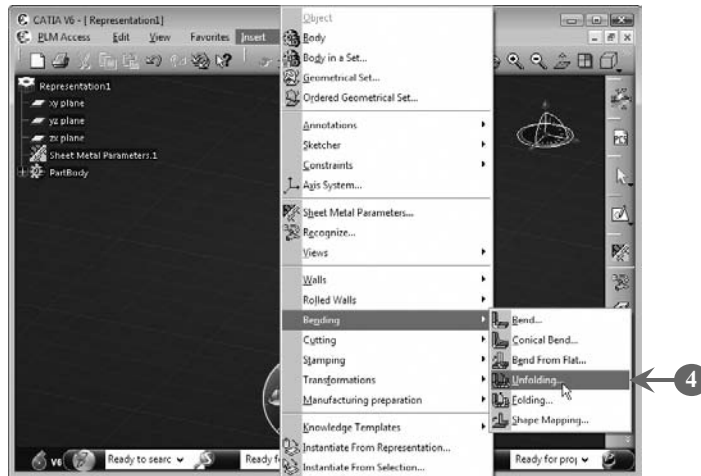 CATIA V6 - [ Representation1]
PLM Access Edit View Favorites Insert
Representation1
xy plane
yz plane
zx plane
Sheet Metal Parameters.1
PartBody
Object
Body
Body in a Set...
Geometrical Set...
Ordered Geometrical Set...
Annotations
Sketcher
Constraints
Axis System...
Sheet Metal Parameters...
Recognize...
Views
Walls
Rolled Walls
Bending
Cutting
Stamping
Transformations
Manufacturing preparation
Knowledge Templates
Instantiate From Representation...
Instantiate From Selection...
Bend...
Conical Bend...
Bend From Flat...
Unfolding...
Folding...
Shape Mapping...
4
PCS
V6
Ready to searc
Ready fo
Ready for proj